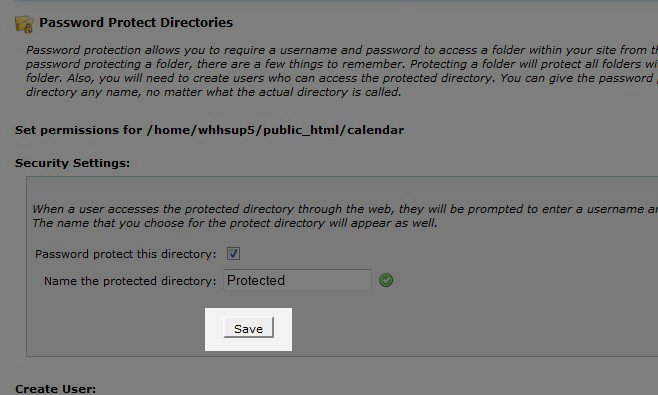 Password Protect Directories
Password protection allows you to require a username and password to access a folder within your site from th
password protecting a folder, there are a few things to remember. Protecting a folder will protect all folders wi
folder. Also, you will need to create users who can access the protected directory. You can give the password
directory any name, no matter what the actual directory is called.
Set permissions for /home/whhsup5/public_html/calendar
Security Settings:
When a user accesses the protected directory through the web, they will be prompted to enter a username an
The name that you choose for the protect directory will appear as well.
Password protect this directory:
Name the protected directory: Protected
Save
Create User: